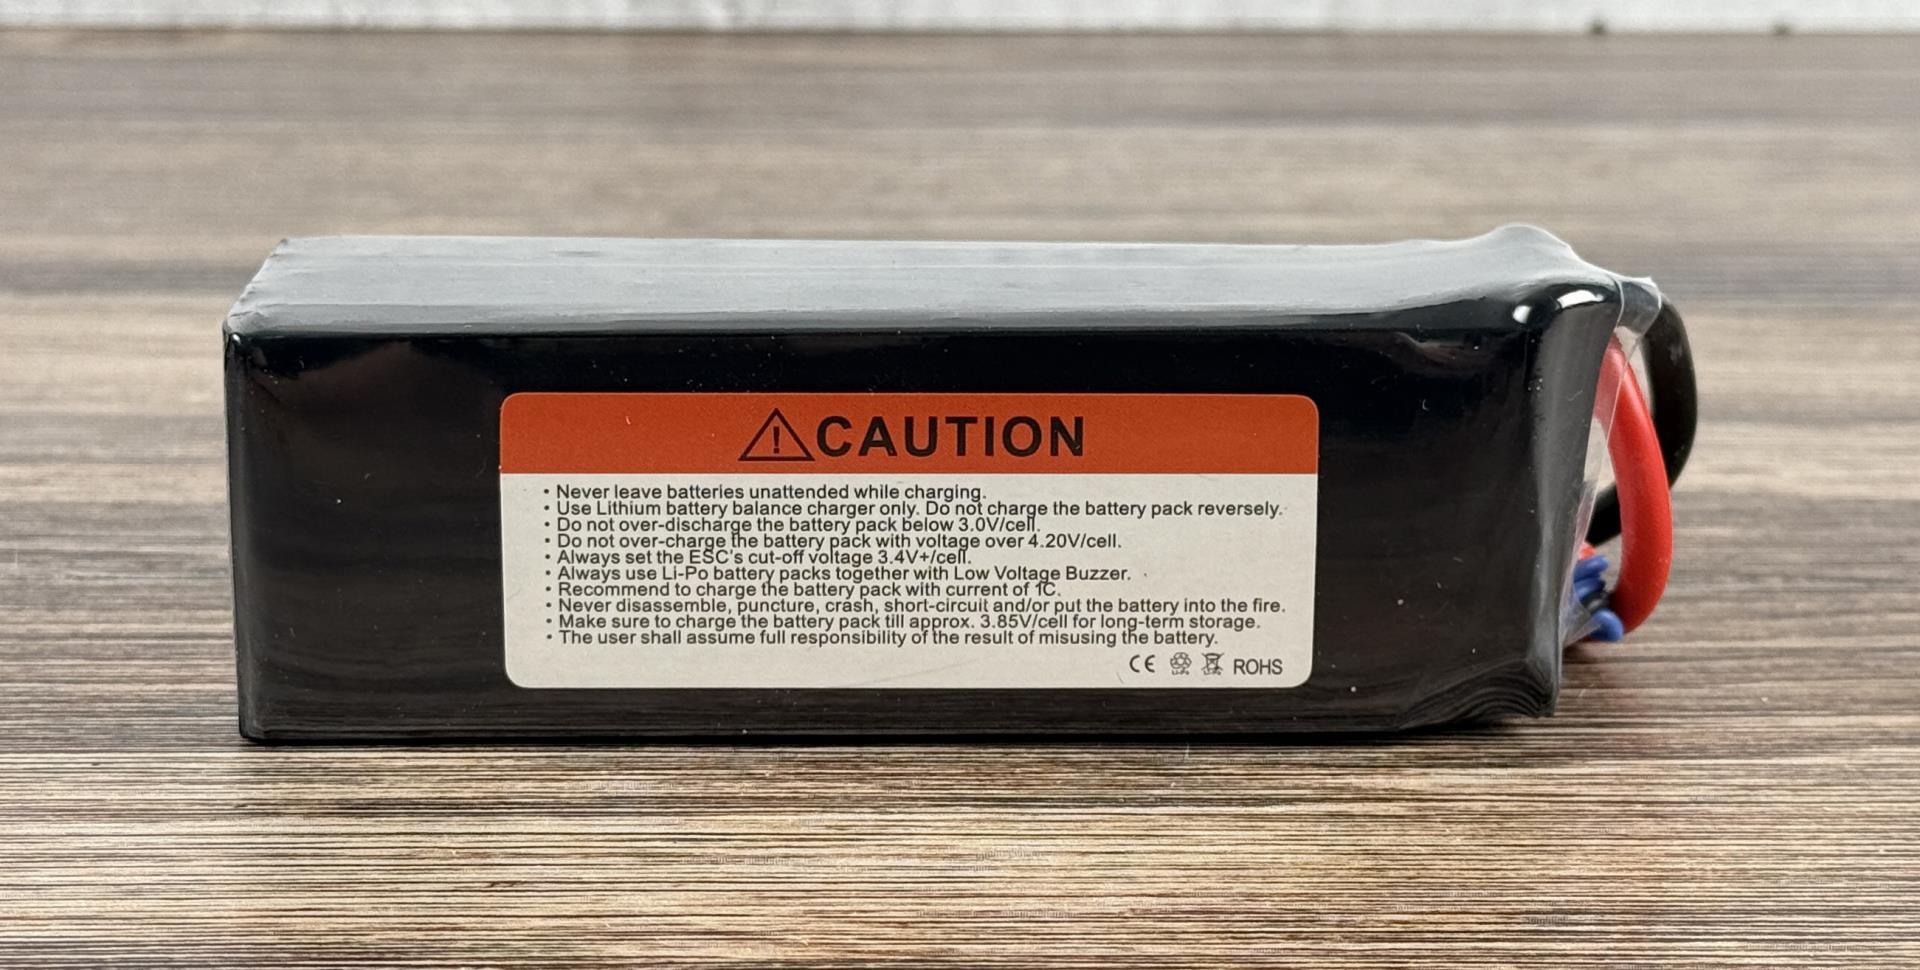 CAUTION
• Never leave batteries unattended while charging.
• Use Lithium battery balance charger only. Do not charge the battery pack reversely.
• Do not over-discharge the battery pack below 3.0V/cell.
• Do not over-charge the battery pack with voltage over 4.20V/cell.
• Always set the ESC's cut-off voltage 3.4V+/cell.
• Always use Li-Po battery packs together with Low Voltage Buzzer.
• Recommend to charge the battery pack with current of 1C.
• Never disassemble, puncture, crash, short-circuit and/or put the battery into the fire.
• Make sure to charge the battery pack till approx. 3.85V/cell for long-term storage.
• The user shall assume full responsibility of the result of misusing the battery.
CE ROHS